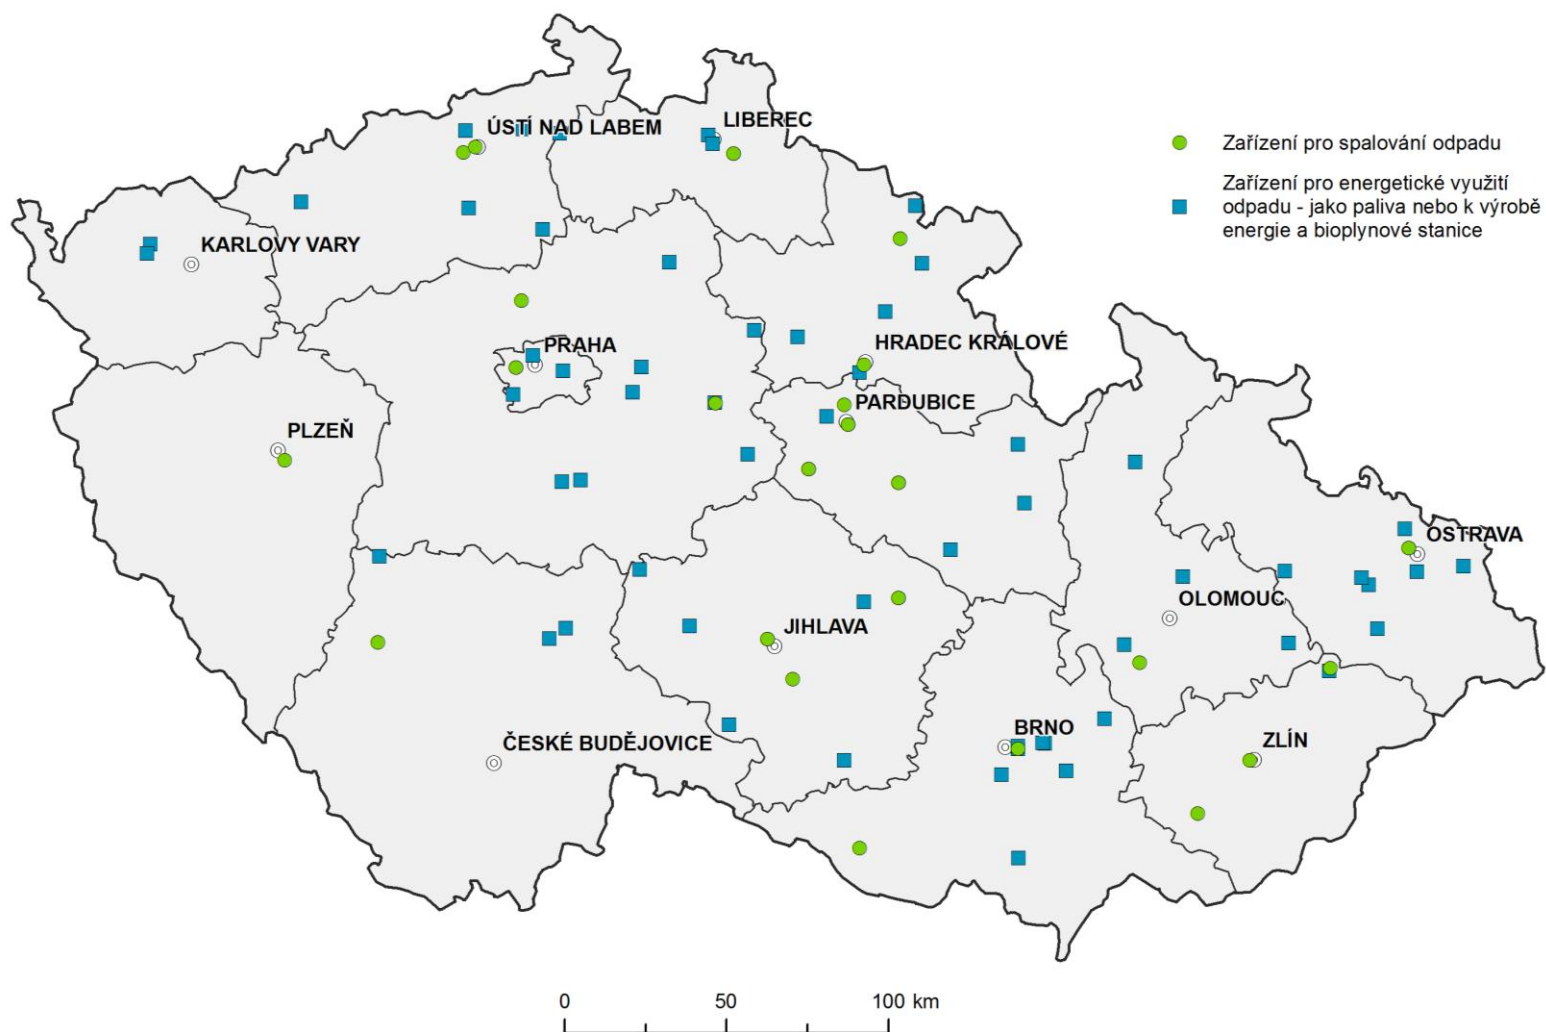 LIBEREC
ÚSTÍ NAD LABEM
Zařízení pro spalování odpadu
Zařízení pro energetické využití
odpadu - jako paliva nebo k výrobě
energie a bioplynové stanice
KARLOVY VARY
PRAHA
HRADEC KRÁLOVÉ
PARDUBICE
PLZEŇ
OSTRAVA
OLOMOUC
JIHLAVA
BRNO
ČESKÉ BUDĚJOVICE
ZLÍN
0 50 100 km